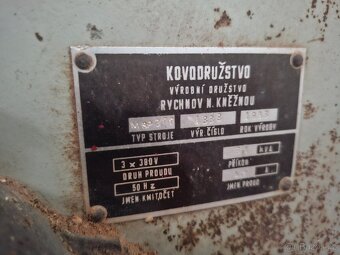 KOVODRUŽSTVO
VÝROBNÍ DRUŽSTVO
RYCHNOV N. KNĚŽNOU
TYP STROJE VÝR. ČÍSLO ROK VÝROBY
3 x 380V kVA
DRUH PROUDU PŘÍKON
50 Hz A
JMEN. KMITOČET JMEN. PROUD